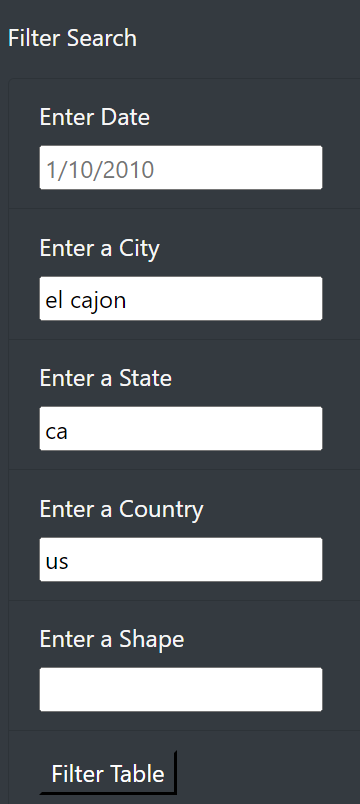 Filter Search
Enter Date
1/10/2010
Enter a City
el cajon
Enter a State
ca
Enter a Country
us
Enter a Shape
Filter Table